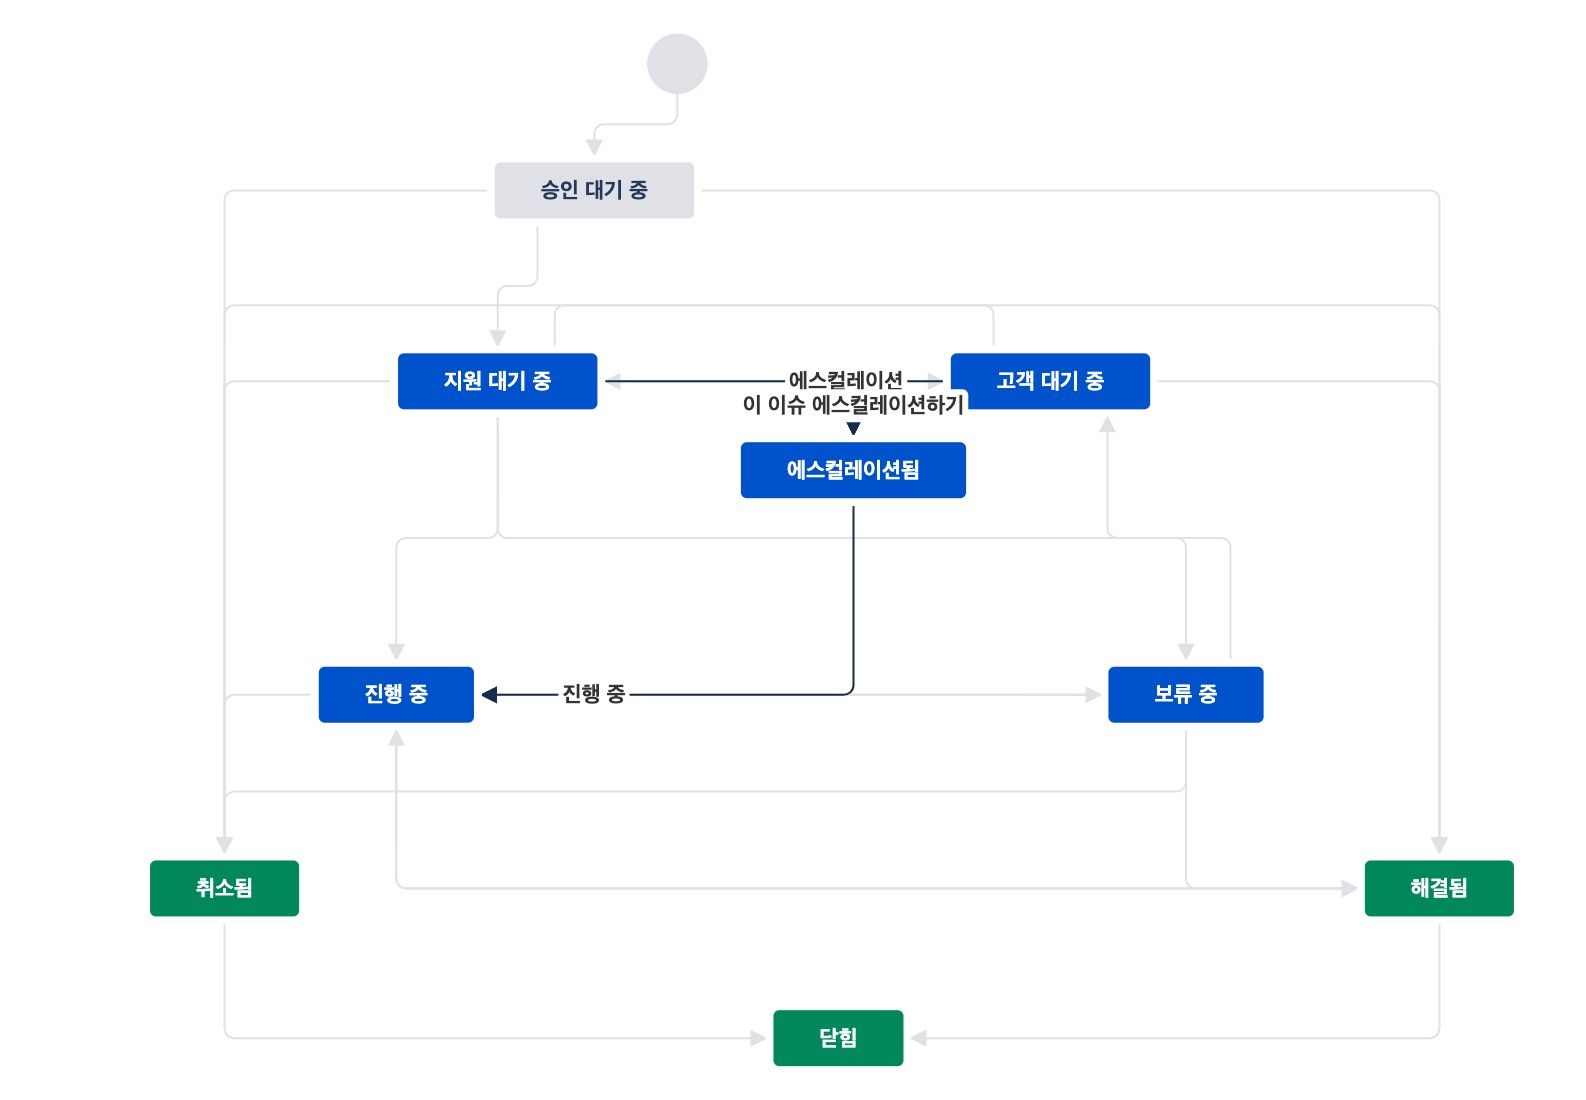 승인 대기 중
지원 대기 중
에스컬레이션
고객 대기 중
이 이슈 에스컬레이션하기
에스컬레이션됨
진행 중
진행 중
보류 중
취소됨
해결됨
닫힘